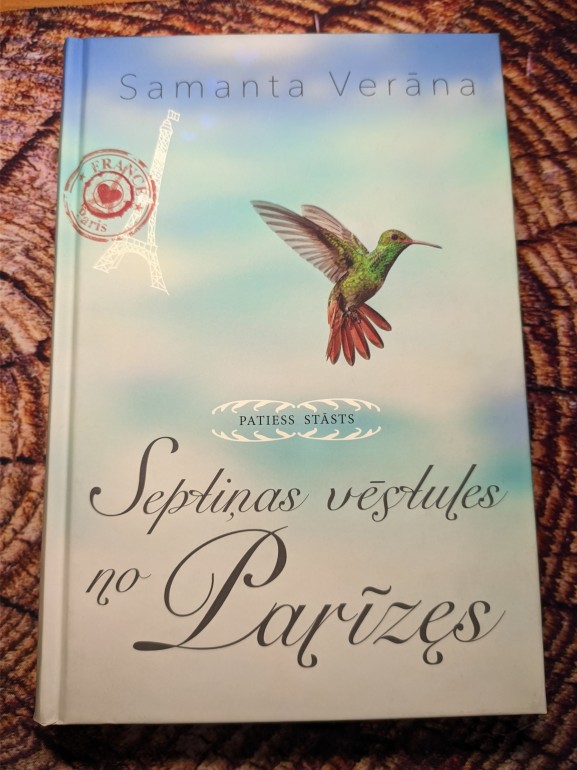 Samanta Verāna
FRANCE
Paris
PATIESS STĀSTS
Septiņas vēstules
no Parīzes